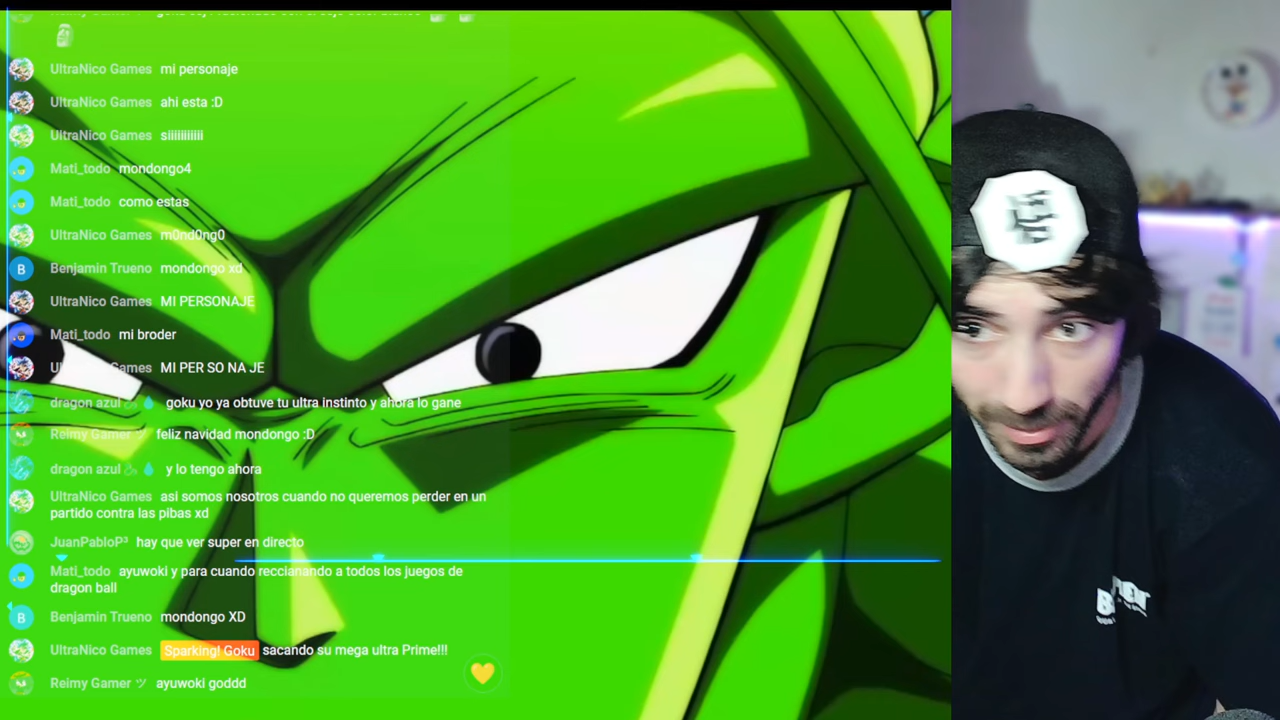 UltraNico Games mi personaje
UltraNico Games ahi esta :D
UltraNico Games siiiiiiiiiii
Mati_todo mondongo4
Mati_todo como estas
UltraNico Games m0nd0ng0
B Benjamin Trueno mondongo xd
UltraNico Games MI PERSONAJE
Mati_todo mi broder
Games MI PER SO NA JE
dragon azul goku yo ya obtuve tu ultra instinto y ahora lo gane
Reimy Gamer ツ feliz navidad mondongo :D
dragon azul y lo tengo ahora
UltraNico Games asi somos nosotros cuando no queremos perder en un
partido contra las pibas xd
JuanPabloP³ hay que ver super en directo
Mati_todo ayuwoki y para cuando reccianando a todos los juegos de
dragon ball
B Benjamin Trueno mondongo XD
UltraNico Games Sparking! Goku sacando su mega ultra Prime!!!
Reimy Gamer ツ ayuwoki goddd